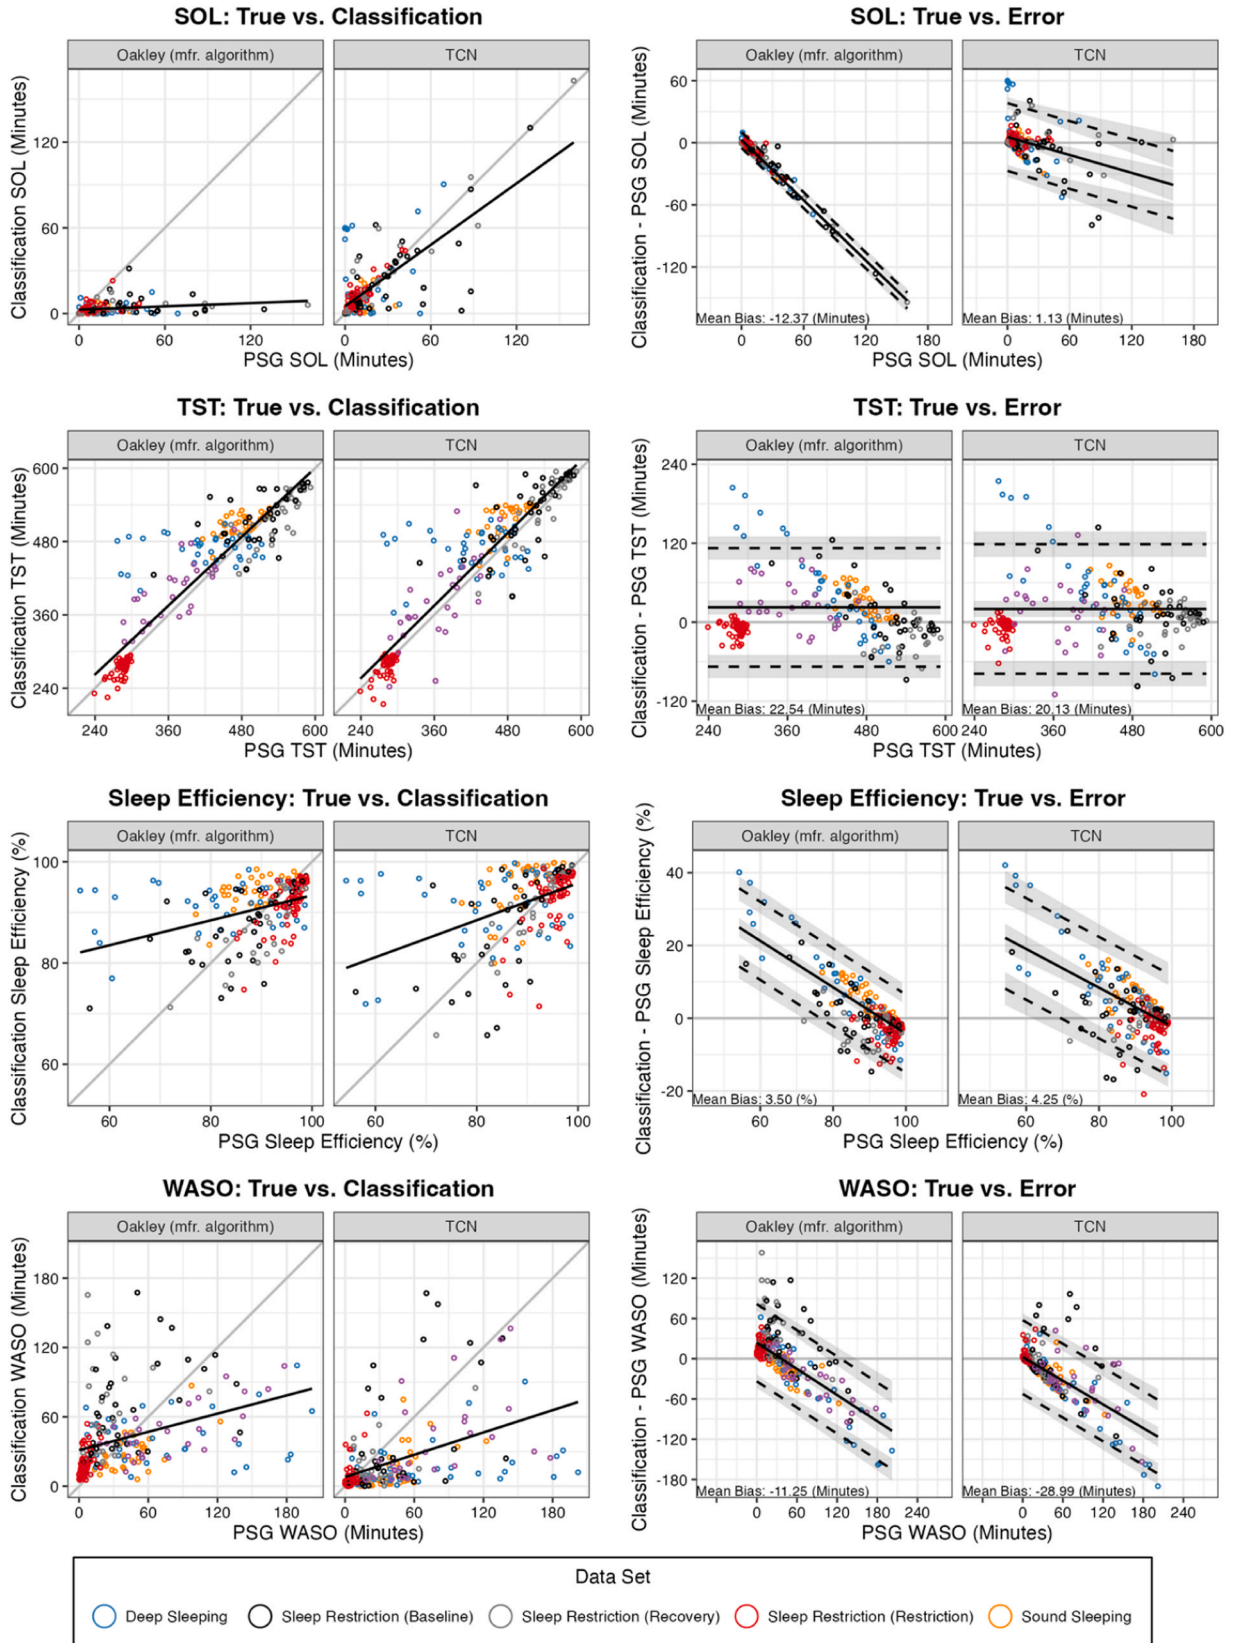 SOL: True vs. Classification
SOL: True vs. Error
Oakley (mfr. algorithm)
TCN
Oakley (mfr. algorithm)
TCN
Classification SOL (Minutes)
120
60
0
Classification - PSG SOL (Minutes)
60
0
-60
-120
Mean Bias: -12.37 (Minutes)
Mean Bias: 1.13 (Minutes)
0 60 120
0 60 120
0 60 120 180
0 60 120 180
PSG SOL (Minutes)
PSG SOL (Minutes)
TST: True vs. Classification
TST: True vs. Error
Oakley (mfr. algorithm)
TCN
Oakley (mfr. algorithm)
TCN
Classification TST (Minutes)
600
480
360
240
Classification - PSG TST (Minutes)
240
120
0
-120
Mean Bias: 22.54 (Minutes)
Mean Bias: 20.13 (Minutes)
240 360 480 600
240 360 480 600
240 360 480 600
240 360 480 600
PSG TST (Minutes)
PSG TST (Minutes)
Sleep Efficiency: True vs. Classification
Sleep Efficiency: True vs. Error
Oakley (mfr. algorithm)
TCN
Oakley (mfr. algorithm)
TCN
Classification Sleep Efficiency (%)
100
80
60
Classification - PSG Sleep Efficiency (%)
40
20
0
-20
Mean Bias: 3.50 (%)
Mean Bias: 4.25 (%)
60 80 100
60 80 100
60 80 100
60 80 100
PSG Sleep Efficiency (%)
PSG Sleep Efficiency (%)
WASO: True vs. Classification
WASO: True vs. Error
Oakley (mfr. algorithm)
TCN
Oakley (mfr. algorithm)
TCN
Classification WASO (Minutes)
180
120
60
0
Classification - PSG WASO (Minutes)
120
60
0
-60
-120
-180
Mean Bias: -11.25 (Minutes)
Mean Bias: -28.99 (Minutes)
0 60 120 180
0 60 120 180
0 60 120 180 240
0 60 120 180 240
PSG WASO (Minutes)
PSG WASO (Minutes)
Data Set
Deep Sleeping
Sleep Restriction (Baseline)
Sleep Restriction (Recovery)
Sleep Restriction (Restriction)
Sound Sleeping